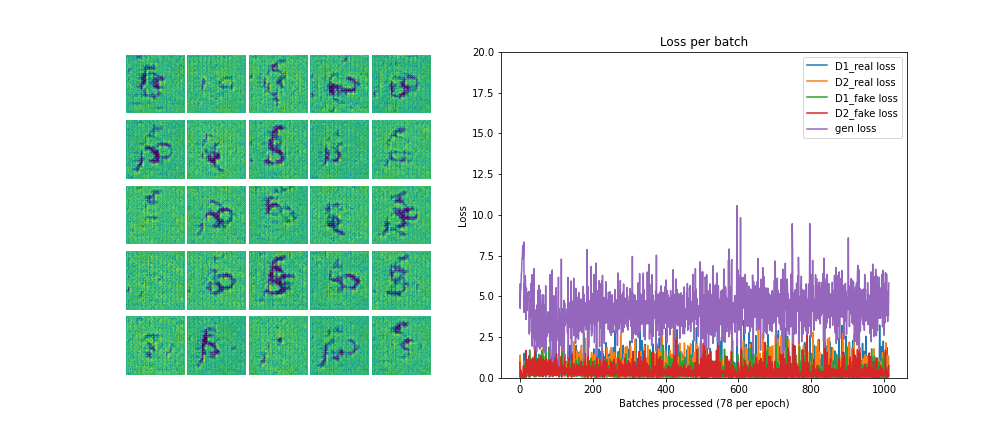 Loss per batch
20.0
17.5
15.0
12.5
10.0
7.5
5.0
2.5
0.0
Loss
D1_real loss
D2_real loss
D1_fake loss
D2_fake loss
gen loss
0 200 400 600 800 1000
Batches processed (78 per epoch)